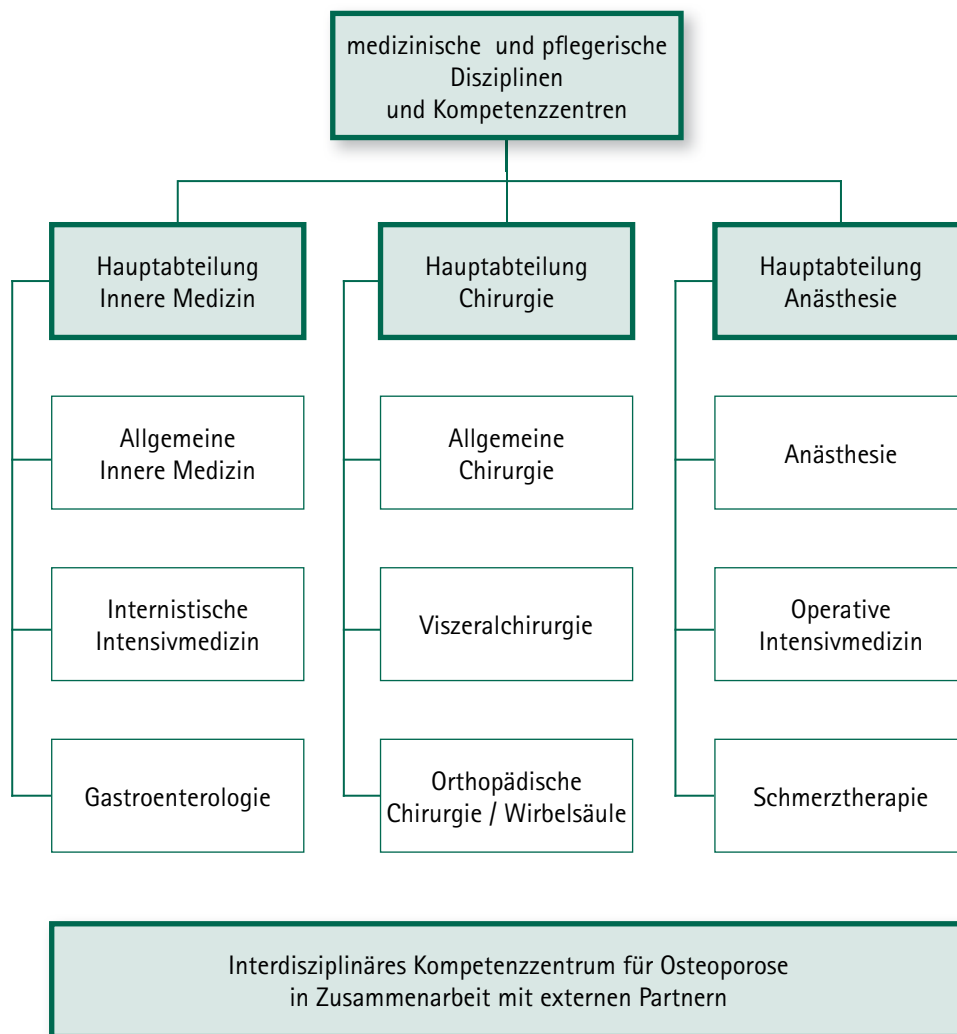 medizinische und pflegerische
Disziplinen
und Kompetenzzentren
Hauptabteilung
Innere Medizin
Hauptabteilung
Chirurgie
Hauptabteilung
Anästhesie
Allgemeine
Innere Medizin
Allgemeine
Chirurgie
Anästhesie
Internistische
Intensivmedizin
Viszeralchirurgie
Operative
Intensivmedizin
Gastroenterologie
Orthopädische
Chirurgie / Wirbelsäule
Schmerztherapie
Interdisziplinäres Kompetenzzentrum für Osteoporose
in Zusammenarbeit mit externen Partnern